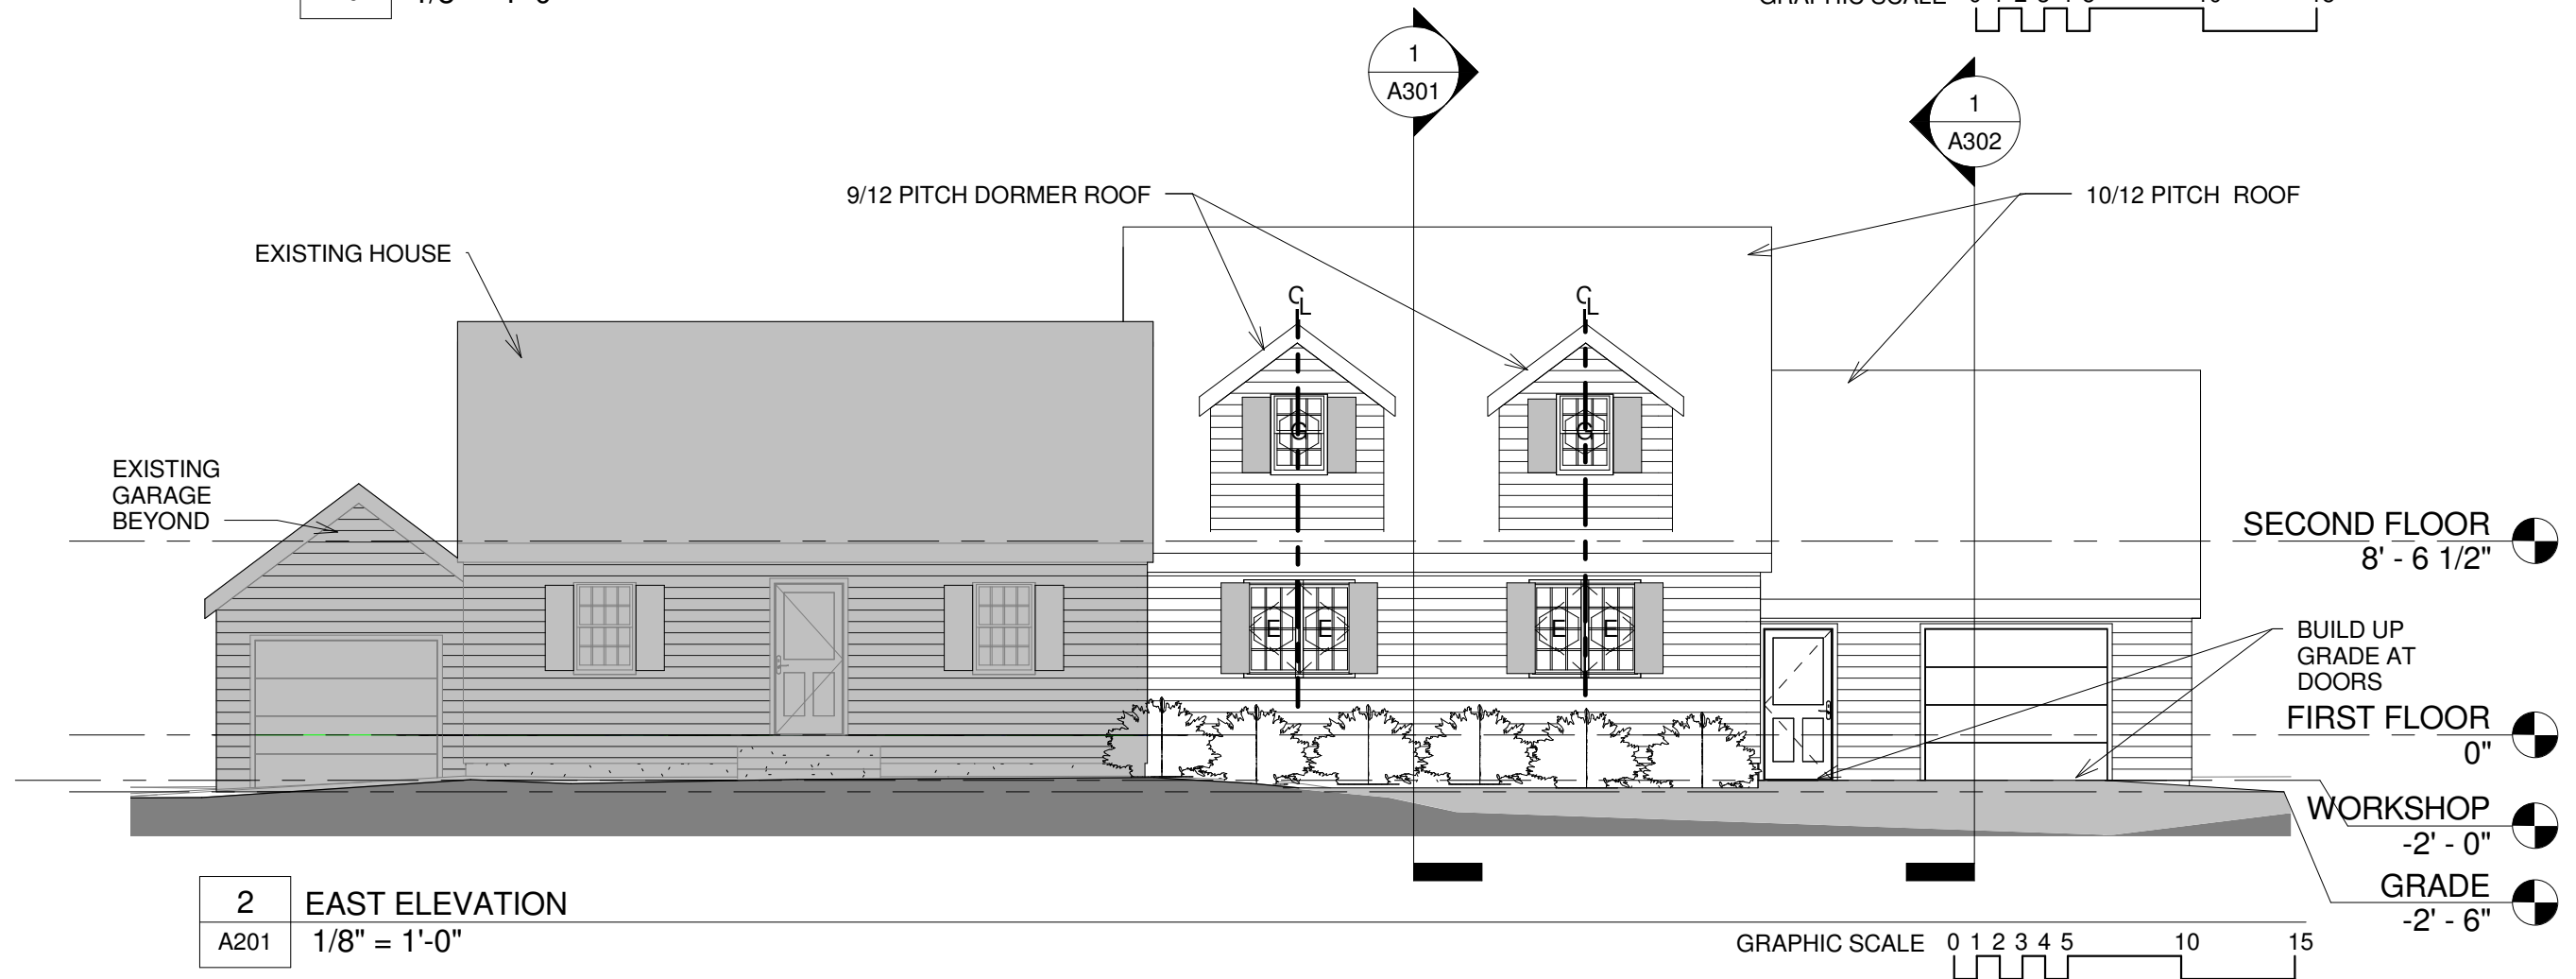 GRAPHIC SCALE
1
A301
1
A302
9/12 PITCH DORMER ROOF
10/12 PITCH  ROOF
EXISTING HOUSE
CL
CL
G
G
EXISTING
GARAGE
BEYOND
SECOND FLOOR
8' - 6 1/2"
E E
E E
BUILD UP
GRADE AT
DOORS
FIRST FLOOR
0"
WORKSHOP
-2' - 0"
GRADE
-2' - 6"
2
EAST ELEVATION
A201
1/8" = 1'-0"
GRAPHIC SCALE 0 1 2 3 4 5 10 15